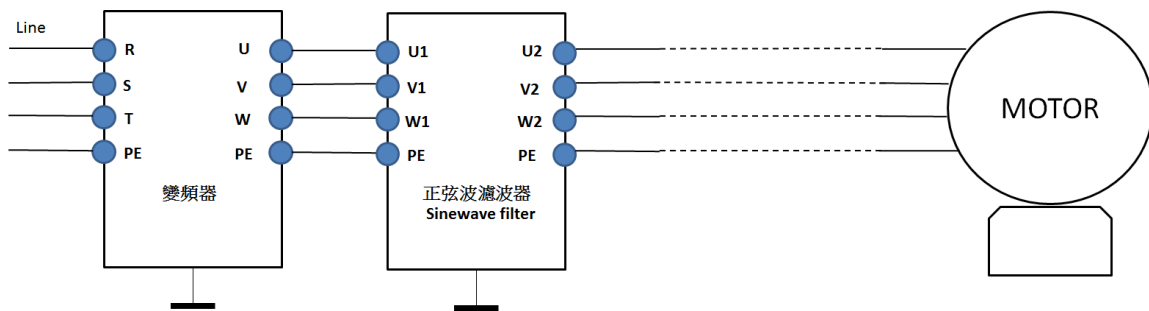 Line
R U U1 U2
S V V1 V2
T W W1 W2
PE PE PE PE
MOTOR
變頻器
正弦波濾波器
Sinewave filter